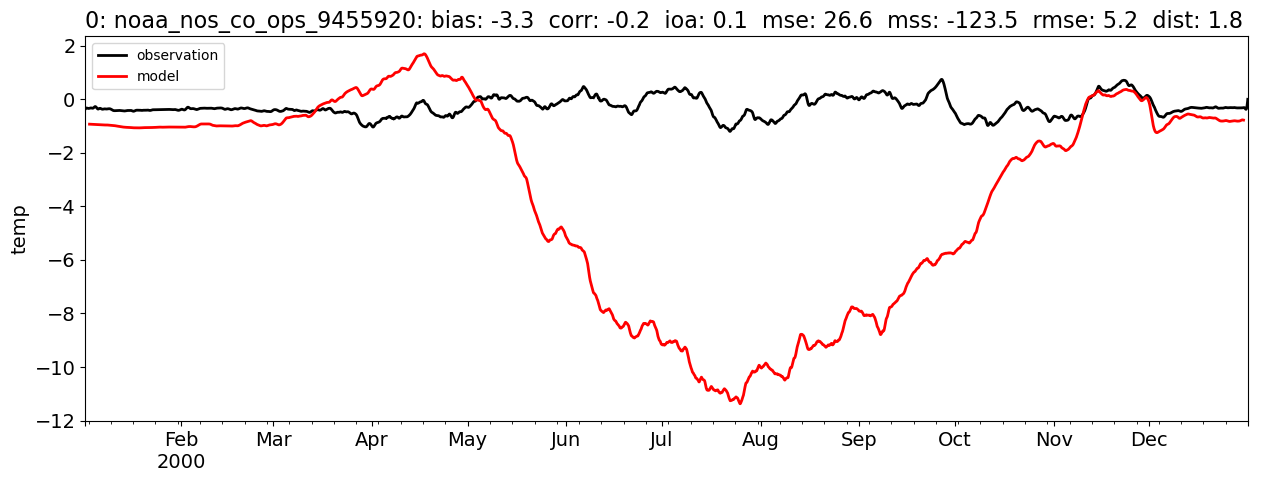 0: noaa_nos_co_ops_9455920: bias: -3.3  corr: -0.2  ioa: 0.1  mse: 26.6  mss: -123.5  rmse: 5.2  dist: 1.8
observation
model
temp
2
0
−2
−4
−6
−8
−10
−12
Feb Mar Apr May Jun Jul Aug Sep Oct Nov Dec
2000